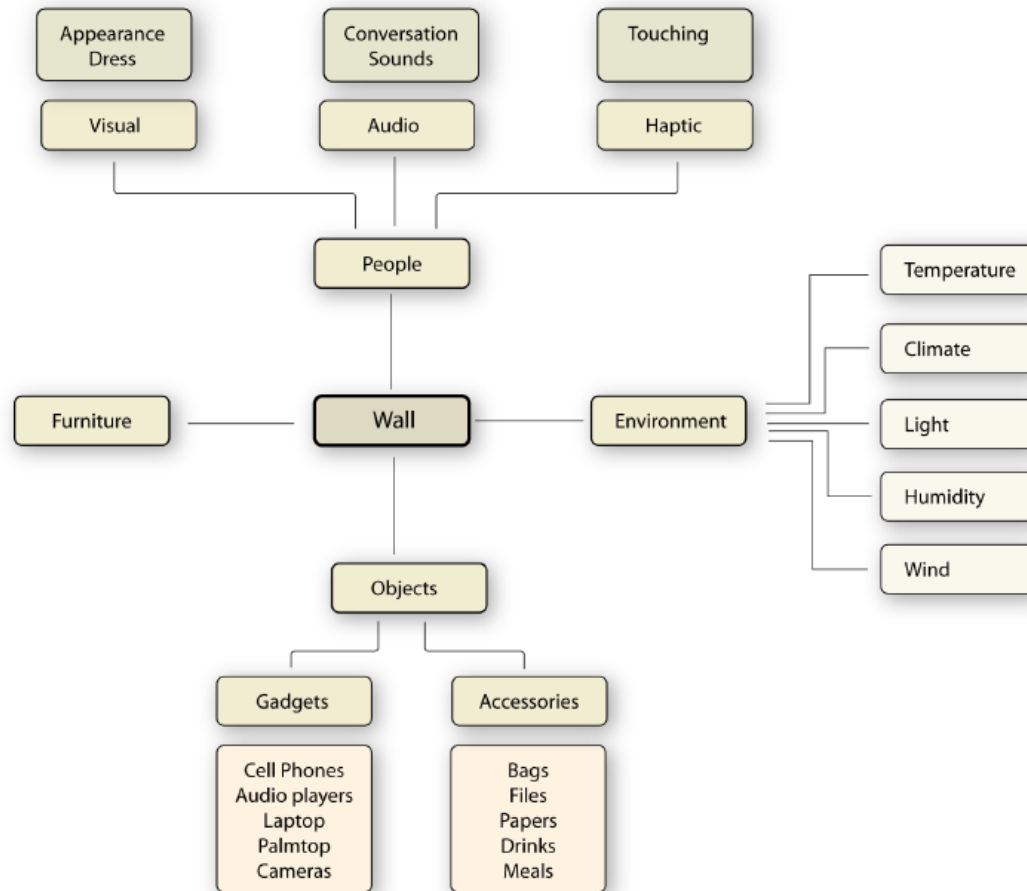 Appearance
Dress
Conversation
Sounds
Touching
Visual
Audio
Haptic
People
Temperature
Climate
Furniture
Wall
Environment
Light
Humidity
Wind
Objects
Gadgets
Accessories
Cell Phones
Audio players
Laptop
Palmtop
Cameras
Bags
Files
Papers
Drinks
Meals